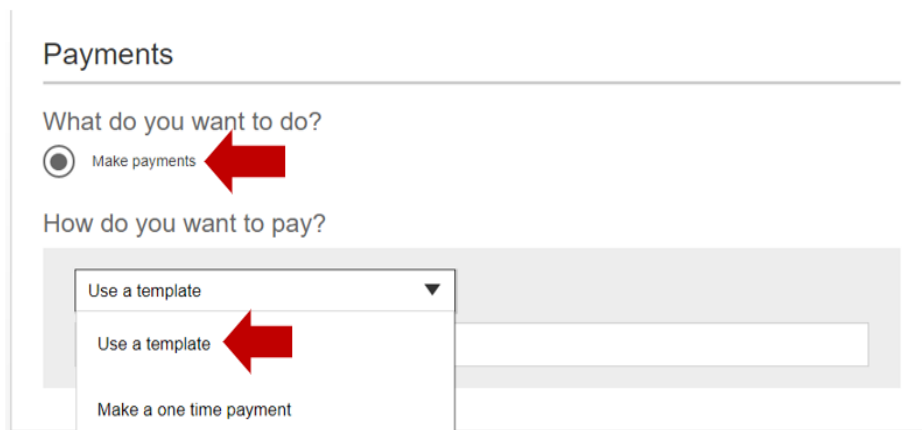 Payments
What do you want to do?
Make payments
How do you want to pay?
Use a template
Use a template
Make a one time payment